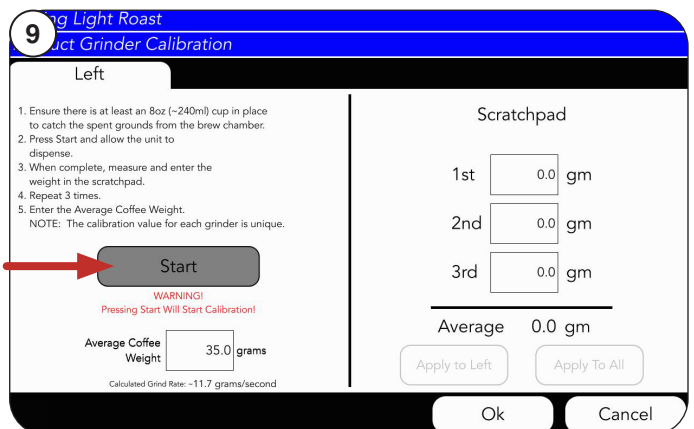 9
ng Light Roast
uct Grinder Calibration
Left
1. Ensure there is at least an 8oz (~240ml) cup in place
to catch the spent grounds from the brew chamber.
2. Press Start and allow the unit to
dispense.
3. When complete, measure and enter the
weight in the scratchpad.
4. Repeat 3 times.
5. Enter the Average Coffee Weight.
NOTE: The calibration value for each grinder is unique.
Start
WARNING!
Pressing Start Will Start Calibration!
Average Coffee
Weight 35.0 grams
Calculated Grind Rate: ~11.7 grams/second
Scratchpad
1st 0.0 gm
2nd 0.0 gm
3rd 0.0 gm
Average 0.0 gm
Apply to Left Apply To All
Ok Cancel